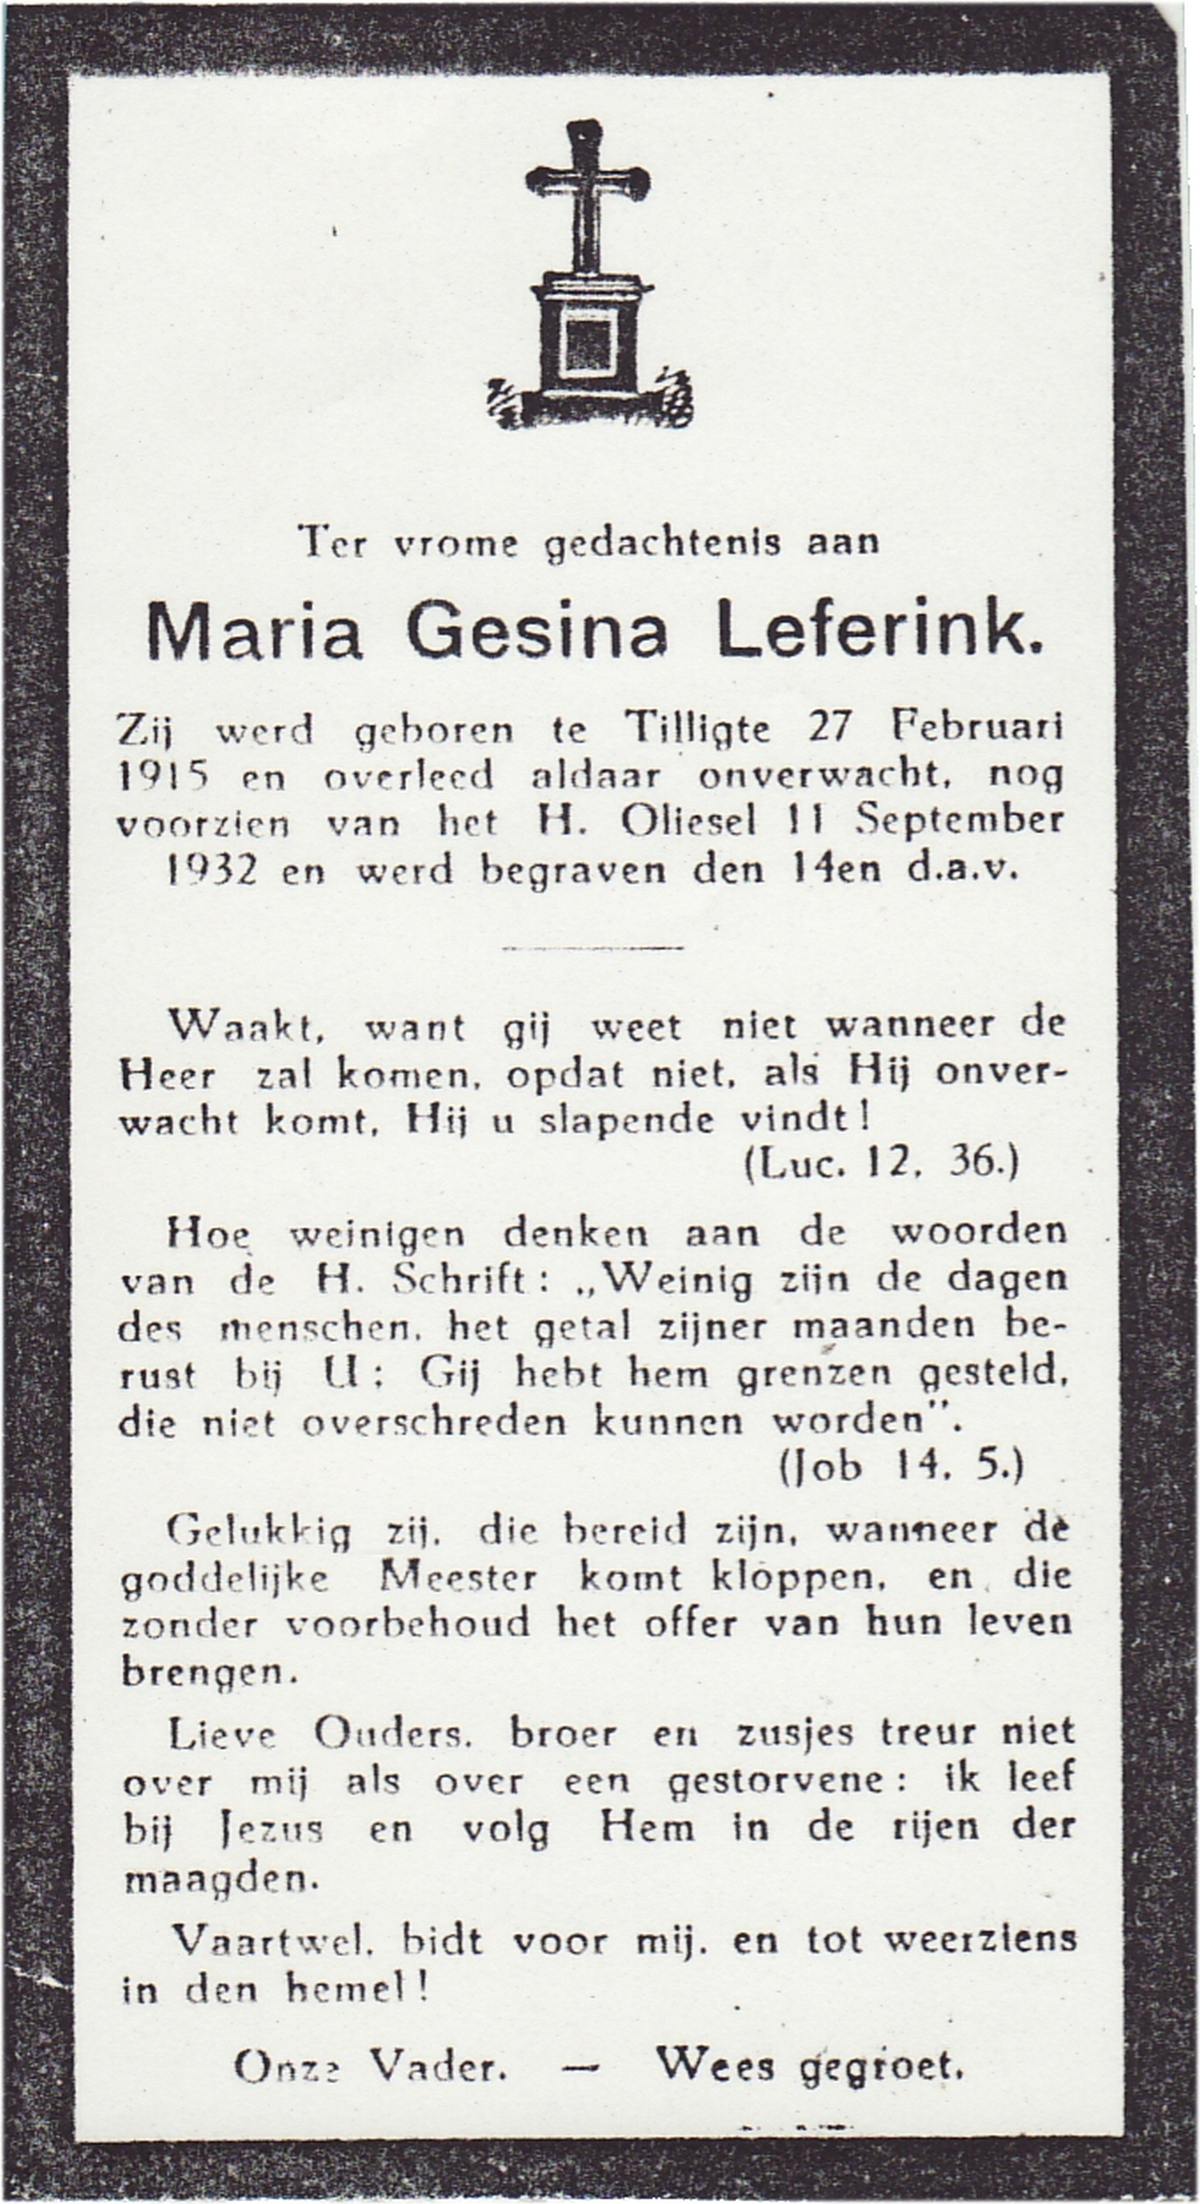 Ter vrome gedachtenis aan
Maria Gesina Leferink.
Zij werd geboren te Tilligte 27 Februari
1915 en overleed aldaar onverwacht, nog
voorzien van het H. Oliesel 11 September
1932 en werd begraven den 14en d.a.v.
Waakt, want gij weet niet wanneer de
Heer zal komen, opdat niet, als Hij onver-
wacht komt, Hij u slapende vindt!
(Luc. 12, 36.)
Hoe weinigen denken aan de woorden
van de H. Schrift: „Weinig zijn de dagen
des menschen, het getal zijner maanden be-
rust bij U; Gij hebt hem grenzen gesteld,
die niet overschreden kunnen worden".
(Job 14, 5.)
Gelukkig zij, die bereid zijn, wanneer de
goddelijke Meester komt kloppen, en die
zonder voorbehoud het offer van hun leven
brengen.
Lieve Ouders, broer en zusjes treur niet
over mij als over een gestorvene: ik leef
bij Jezus en volg Hem in de rijen der
maagden.
Vaartwel, bidt voor mij, en tot weerziens
in den hemel!
Onze Vader. — Wees gegroet.